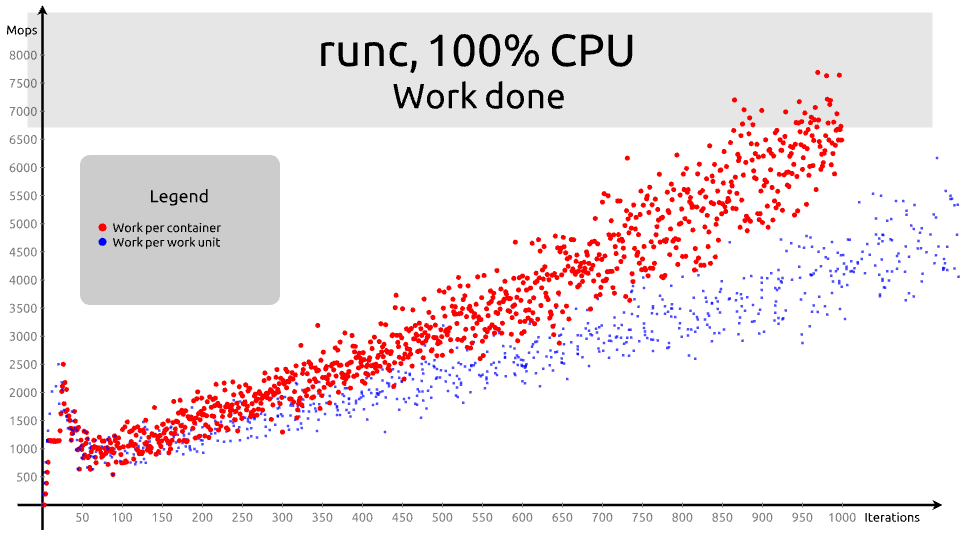 Mops
runc, 100% CPU
Work done
8000
7500
7000
6500
6000
5500
5000
4500
4000
3500
3000
2500
2000
1500
1000
500
Legend
Work per container
Work per work unit
50 100 150 200 250 300 350 400 450 500 550 600 650 700 750 800 850 900 950 1000 Iterations